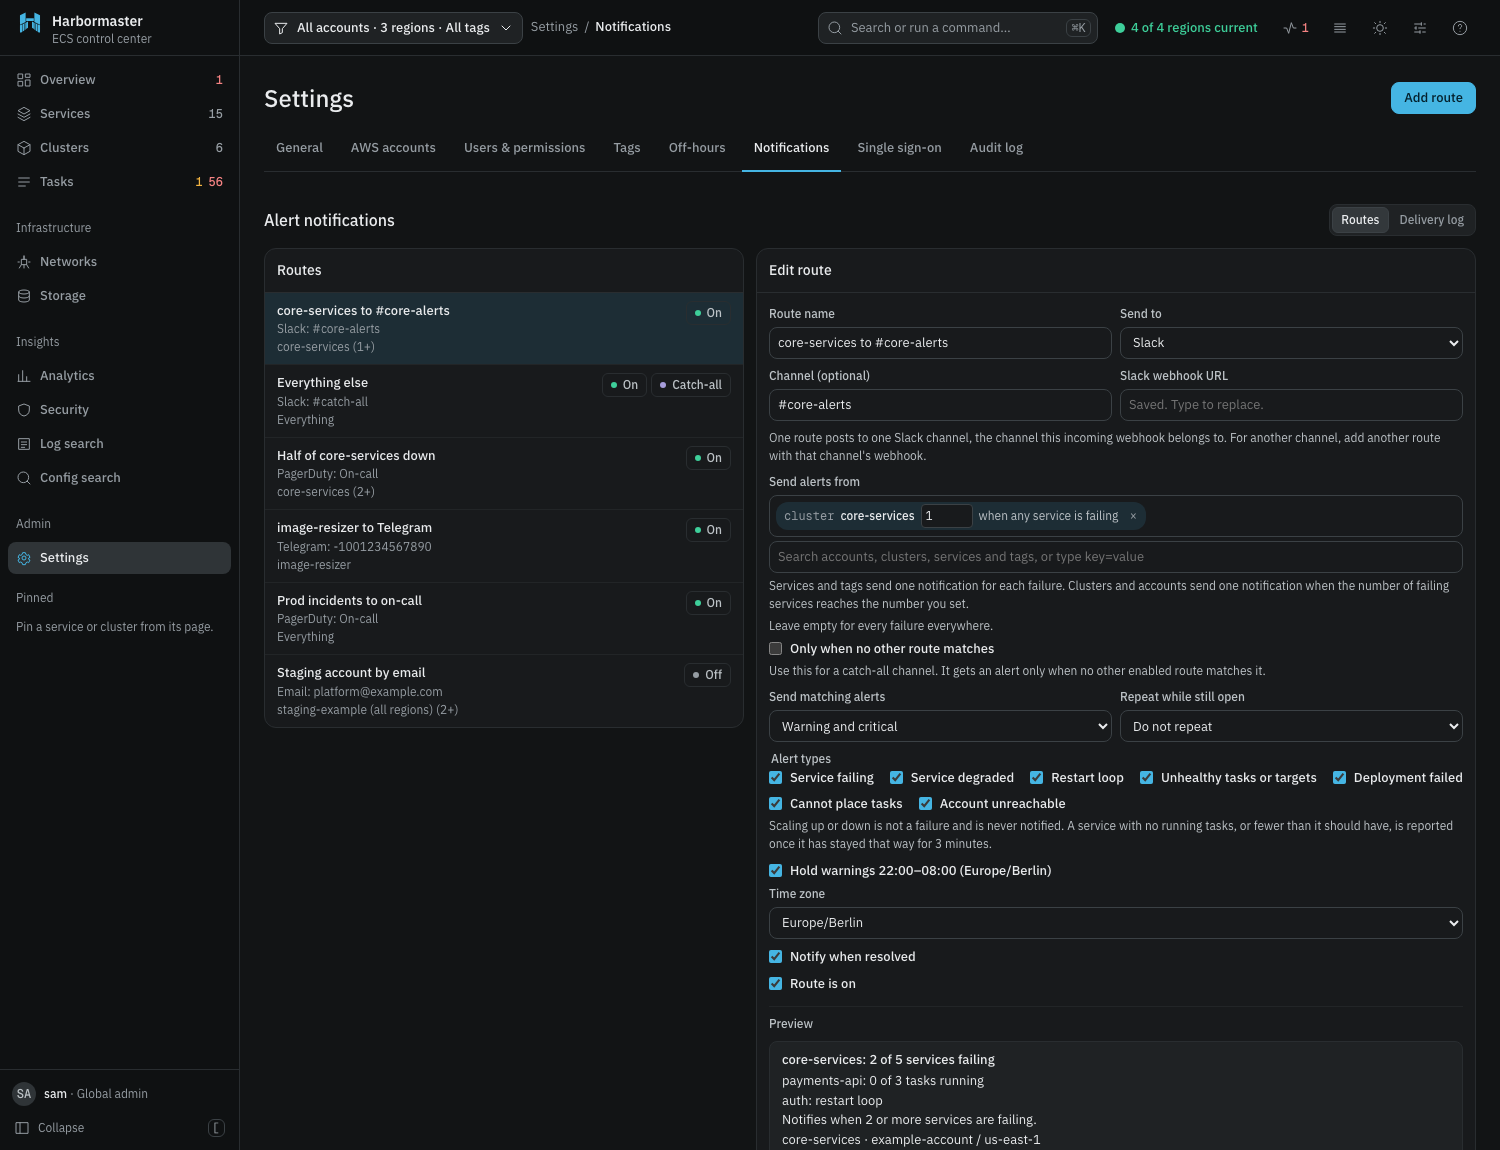 Harbormaster
ECS control center
All accounts · 3 regions · All tags
Settings / Notifications
Search or run a command...
⌘K
4 of 4 regions current
1
Overview 1
Services 15
Clusters 6
Tasks 1 56
Infrastructure
Networks
Storage
Insights
Analytics
Security
Log search
Config search
Admin
Settings
Pinned
Pin a service or cluster from its page.
SA sam · Global admin
Collapse [
Settings
Add route
General AWS accounts Users & permissions Tags Off-hours Notifications Single sign-on Audit log
Alert notifications
Routes Delivery log
Routes
core-services to #core-alerts
On
Slack: #core-alerts
core-services (1+)
Everything else
On Catch-all
Slack: #catch-all
Everything
Half of core-services down
On
PagerDuty: On-call
core-services (2+)
image-resizer to Telegram
On
Telegram: -1001234567890
image-resizer
Prod incidents to on-call
On
PagerDuty: On-call
Everything
Staging account by email
Off
Email: platform@example.com
staging-example (all regions) (2+)
Edit route
Route name Send to
core-services to #core-alerts Slack
Channel (optional) Slack webhook URL
#core-alerts Saved. Type to replace.
One route posts to one Slack channel, the channel this incoming webhook belongs to. For another channel, add another route
with that channel's webhook.
Send alerts from
cluster core-services 1 when any service is failing ×
Search accounts, clusters, services and tags, or type key=value
Services and tags send one notification for each failure. Clusters and accounts send one notification when the number of failing
services reaches the number you set.
Leave empty for every failure everywhere.
Only when no other route matches
Use this for a catch-all channel. It gets an alert only when no other enabled route matches it.
Send matching alerts Repeat while still open
Warning and critical Do not repeat
Alert types
Service failing Service degraded Restart loop Unhealthy tasks or targets Deployment failed
Cannot place tasks Account unreachable
Scaling up or down is not a failure and is never notified. A service with no running tasks, or fewer than it should have, is reported
once it has stayed that way for 3 minutes.
Hold warnings 22:00–08:00 (Europe/Berlin)
Time zone
Europe/Berlin
Notify when resolved
Route is on
Preview
core-services: 2 of 5 services failing
payments-api: 0 of 3 tasks running
auth: restart loop
Notifies when 2 or more services are failing.
core-services · example-account / us-east-1